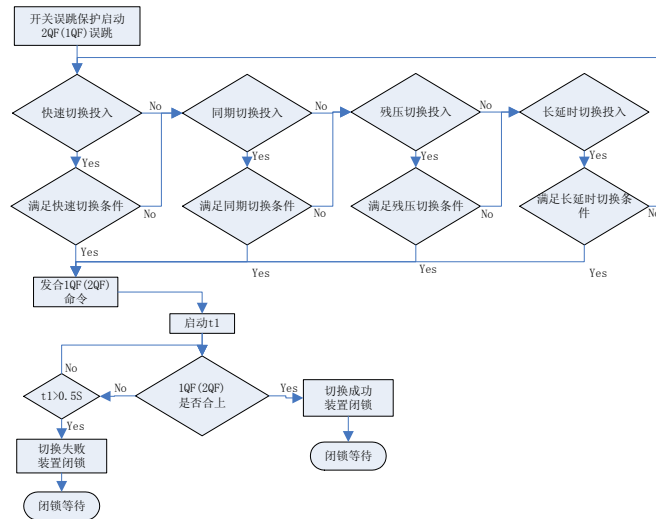 开关误跳保护启动
2QF(1QF)误跳
快速切换投入
No
同期切换投入
No
残压切换投入
No
长延时切换投入
Yes
Yes
Yes
Yes
满足快速切换条件
No
满足同期切换条件
No
满足残压切换条件
No
满足长延时切换条
件
No
Yes
Yes
Yes
Yes
发合1QF(2QF)
命令
启动t1
No
t1>0.5S
No
1QF(2QF)
是否合上
Yes
切换成功
装置闭锁
Yes
切换失败
装置闭锁
闭锁等待
闭锁等待